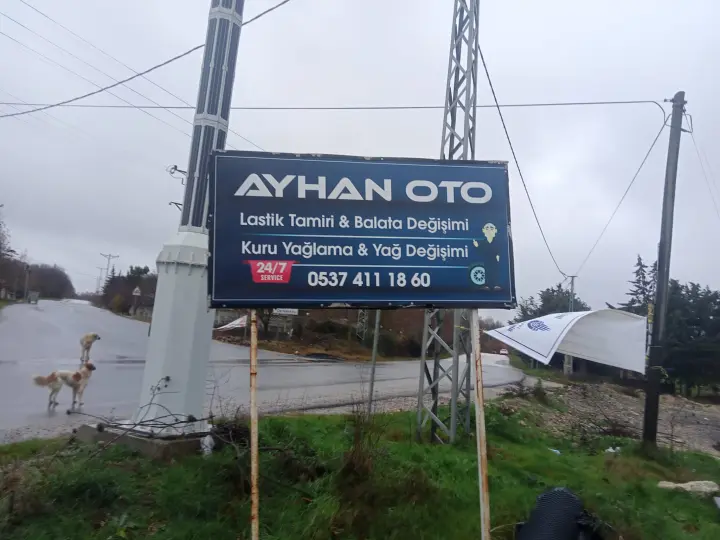 AYHAN OTO
Lastik Tamiri & Balata Değişimi
Kuru Yağlama & Yağ Değişimi
24/7
SERVICE
0537 411 18 60